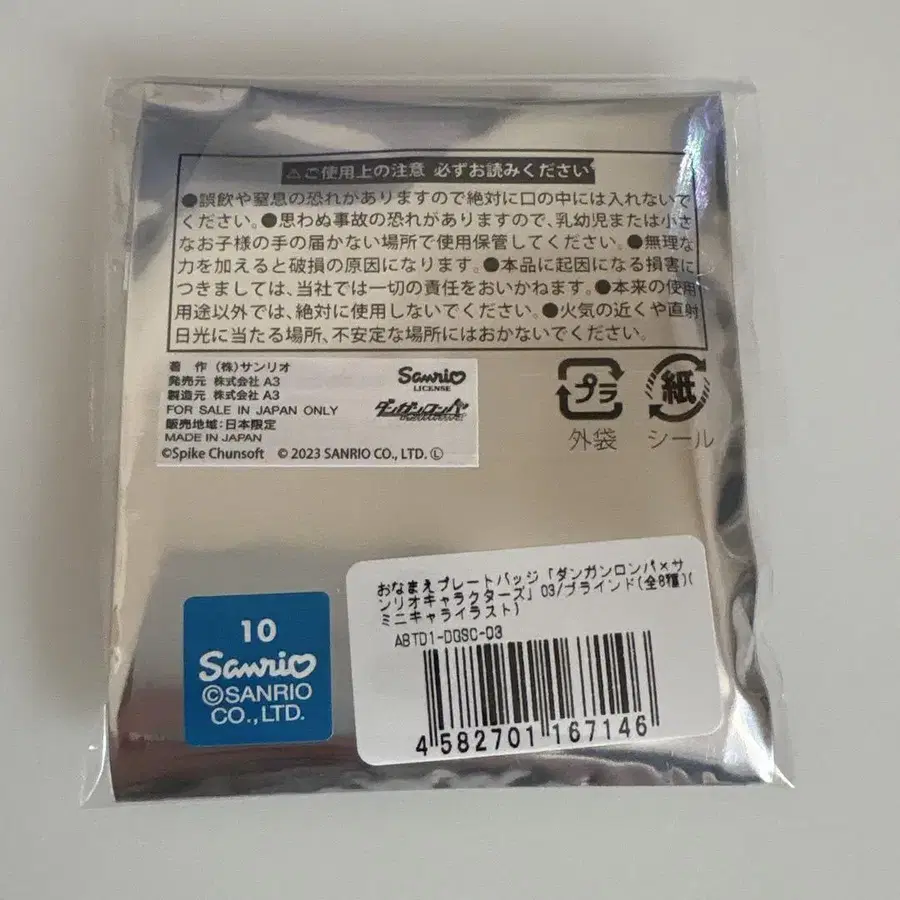 ⚠ご使用上の注意 必ずお読みください
●誤飲や窒息の恐れがありますので絶対に口の中には入れないで
ください。●思わぬ事故の恐れがありますので、乳幼児または小さ
なお子様の手の届かない場所で使用保管してください。●無理な
力を加えると破損の原因になります。●本品に起因になる損害に
つきましては、当社では一切の責任をおいかねます。●本来の使用
用途以外では、絶対に使用しないでください。●火気の近くや直射
日光に当たる場所、不安定な場所にはおかないでください。
著 作 (株)サンリオ
発売元 株式会社 A3
製造元 株式会社 A3
FOR SALE IN JAPAN ONLY
販売地域:日本限定
MADE IN JAPAN
©Spike Chunsoft © 2023 SANRIO CO., LTD. Ⓛ
Sanrio
LICENSE
ダンガンロンパ
プラ
外袋
紙
シール
10
Sanrio
©SANRIO
CO.,LTD.
おなまえプレートバッジ「ダンガンロンパ×サ
ンリオキャラクターズ」03/ブラインド(全8種)(
ミニキャライラスト)
A8TD1-DGSC-03
4 582701 167146